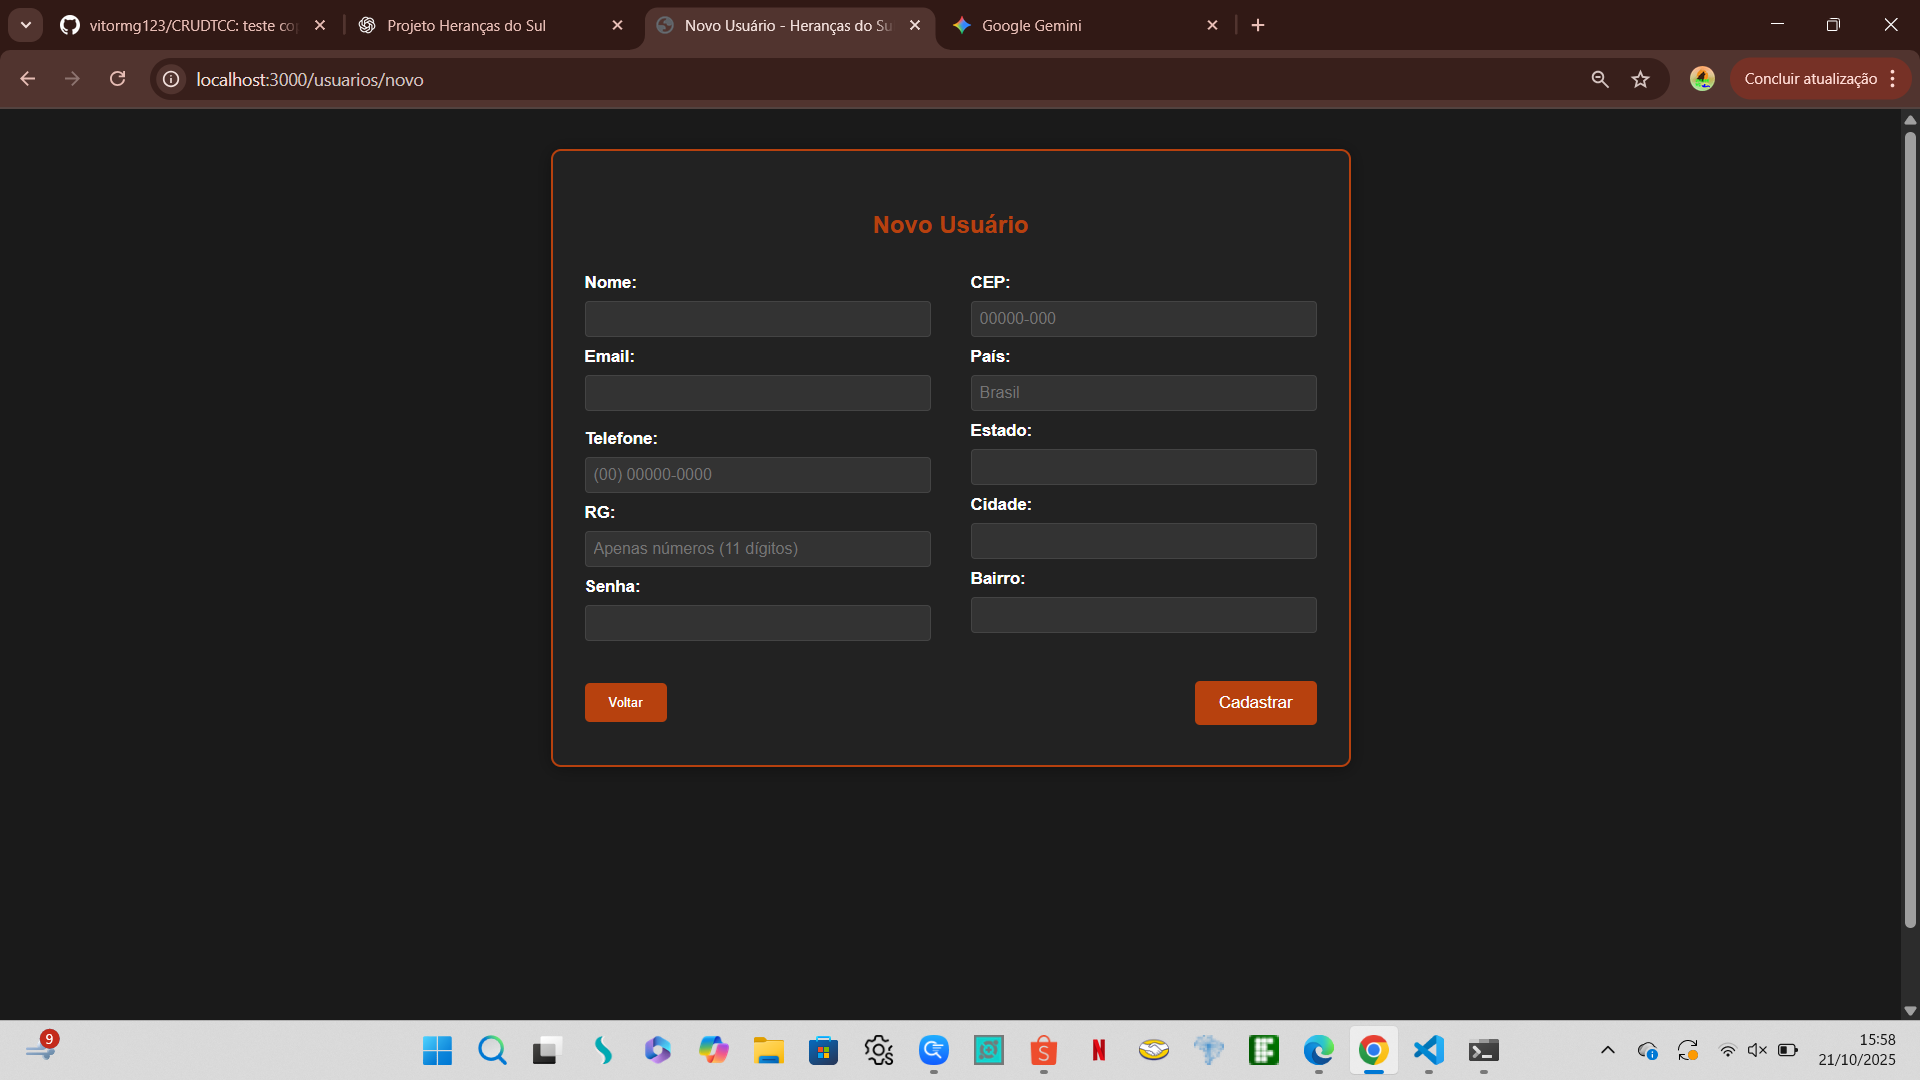 vitormg123/CRUDTCC: teste co
Projeto Heranças do Sul
Novo Usuário - Heranças do Su
Google Gemini
localhost:3000/usuarios/novo
Concluir atualização
Novo Usuário
Nome:
Email:
Telefone:
(00) 00000-0000
RG:
Apenas números (11 dígitos)
Senha:
CEP:
00000-000
País:
Brasil
Estado:
Cidade:
Bairro:
Voltar
Cadastrar
9
15:58
21/10/2025